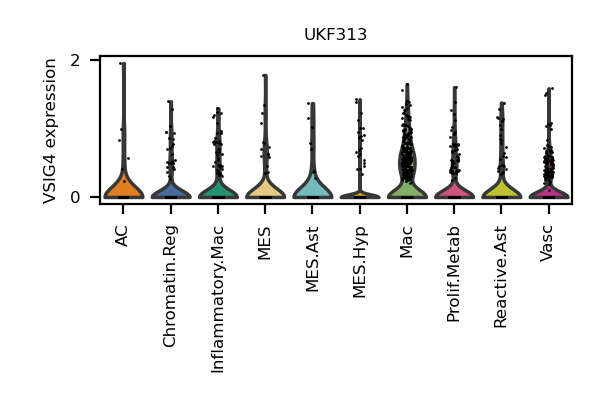 UKF313
VSIG4 expression
2
0
AC
Chromatin.Reg
Inflammatory.Mac
MES
MES.Ast
MES.Hyp
Mac
Prolif.Metab
Reactive.Ast
Vasc